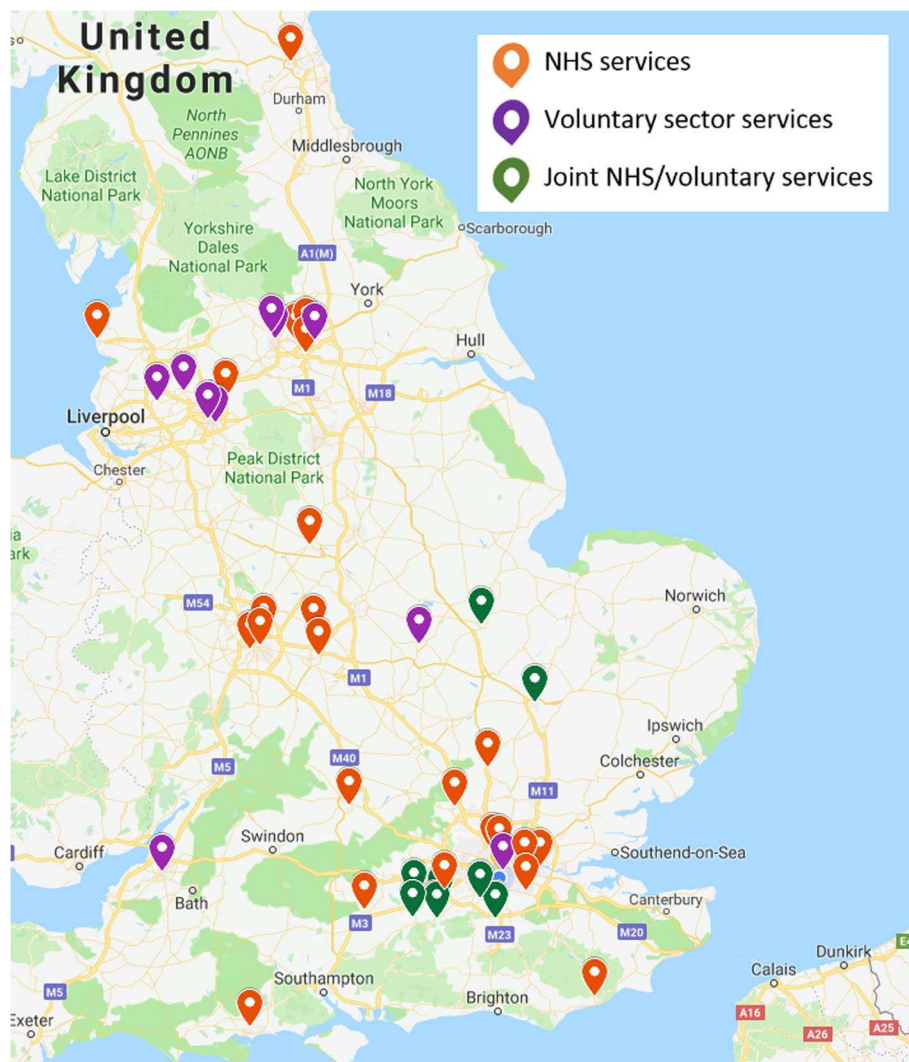 United
Kingdom
NHS services
Voluntary sector services
Joint NHS/voluntary services
Durham
North
Pennines
AONB
Middlesbrough
Lake District
National Park
North York
Moors
National Park
Scarborough
Yorkshire
Dales
National Park
A1(M)
York
Hull
M1
M18
Liverpool
Chester
Peak District
National Park
ark
M54
Norwich
M1
Ipswich
Colchester
M5
M40
M11
Swindon
Cardiff
Southend-on-Sea
Bath
Canterbury
M3
M23
M20
Southampton
Brighton
Calais
Dunkirk
M5
Exeter
A16
A26
A25